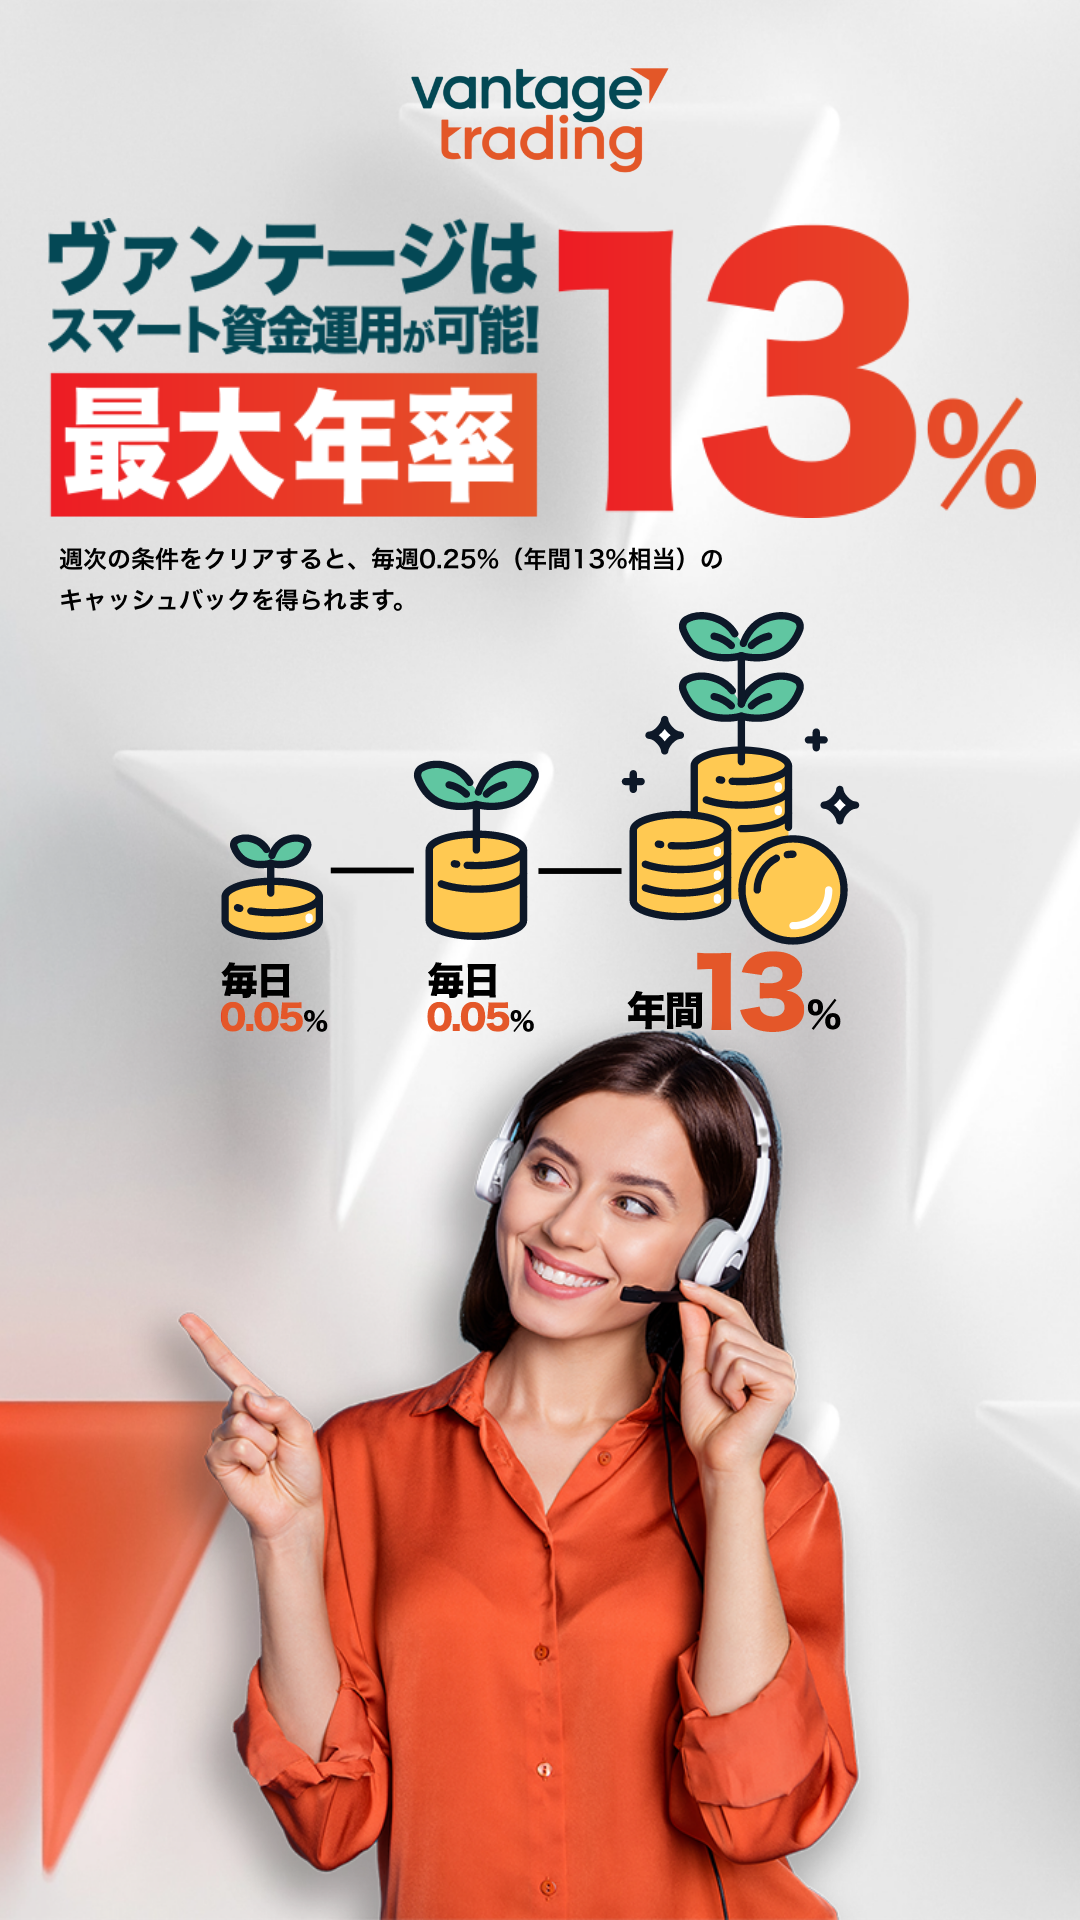 vantage
trading
ヴァンテージは
スマート資金運用が可能!
最大年率
13%
週次の条件をクリアすると、毎週0.25%（年間13%相当）の
キャッシュバックを得られます。
毎日
0.05%
毎日
0.05%
年間13%